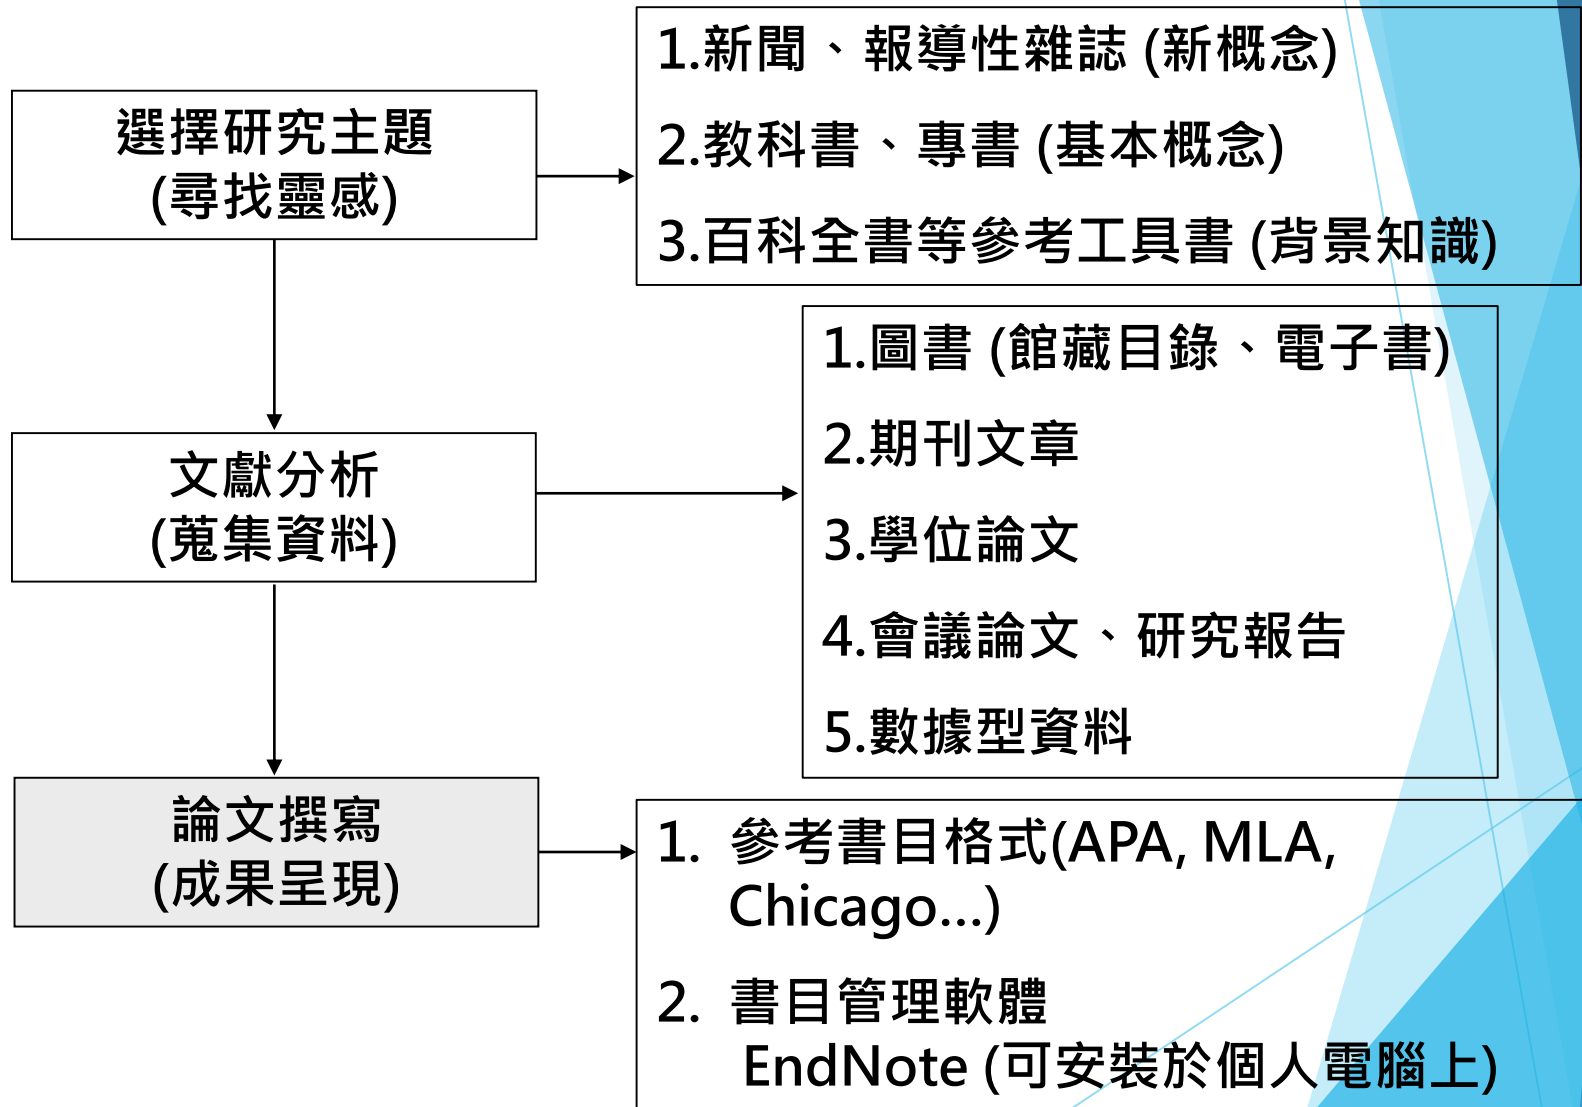 選擇研究主題
(尋找靈感)
1.新聞、報導性雜誌 (新概念)
2.教科書、專書 (基本概念)
3.百科全書等參考工具書 (背景知識)
文獻分析
(蒐集資料)
1.圖書 (館藏目錄、電子書)
2.期刊文章
3.學位論文
4.會議論文、研究報告
5.數據型資料
論文撰寫
(成果呈現)
1. 參考書目格式(APA, MLA,
Chicago...)
2. 書目管理軟體
EndNote (可安裝於個人電腦上)